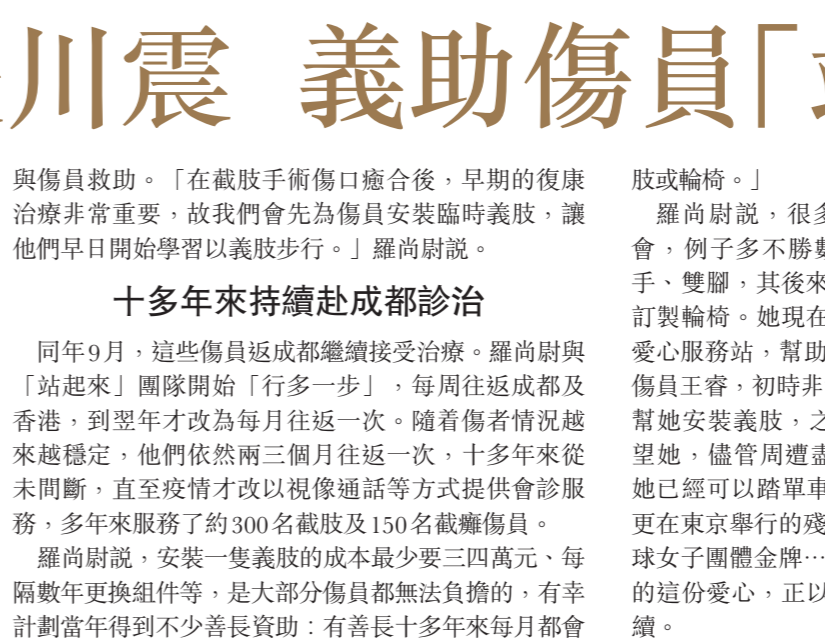 川震 義助傷員「
與傷員救助。「在截肢手術傷口癒合後，早期的復康
治療非常重要，故我們會先為傷員安裝臨時義肢，讓
他們早日開始學習以義肢步行。」羅尚尉説。
十多年來持續赴成都診治
同年9月，這些傷員返成都繼續接受治療。羅尚尉與
「站起來」團隊開始「行多一步」，每周往返成都及
香港，到翌年才改為每月往返一次。隨着傷者情況越
來越穩定，他們依然兩三個月往返一次，十多年來從
未間斷，直至疫情才改以視像通話等方式提供會診服
務，多年來服務了約300名截肢及150名截癱傷員。
羅尚尉説，安裝一隻義肢的成本最少要三四萬元、每
隔數年更換組件等，是大部分傷員都無法負擔的，有幸
計劃當年得到不少善長資助：有善長十多年來每月都會
肢或輪椅。」
羅尚尉説，很多
會，例子多不勝數
手、雙腳，其後來
訂製輪椅。她現在
愛心服務站，幫助
傷員王睿，初時非
幫她安裝義肢，之
望她，儘管周遭盡
她已經可以踏單車
更在東京舉行的殘
球女子團體金牌…
的這份愛心，正以
續。